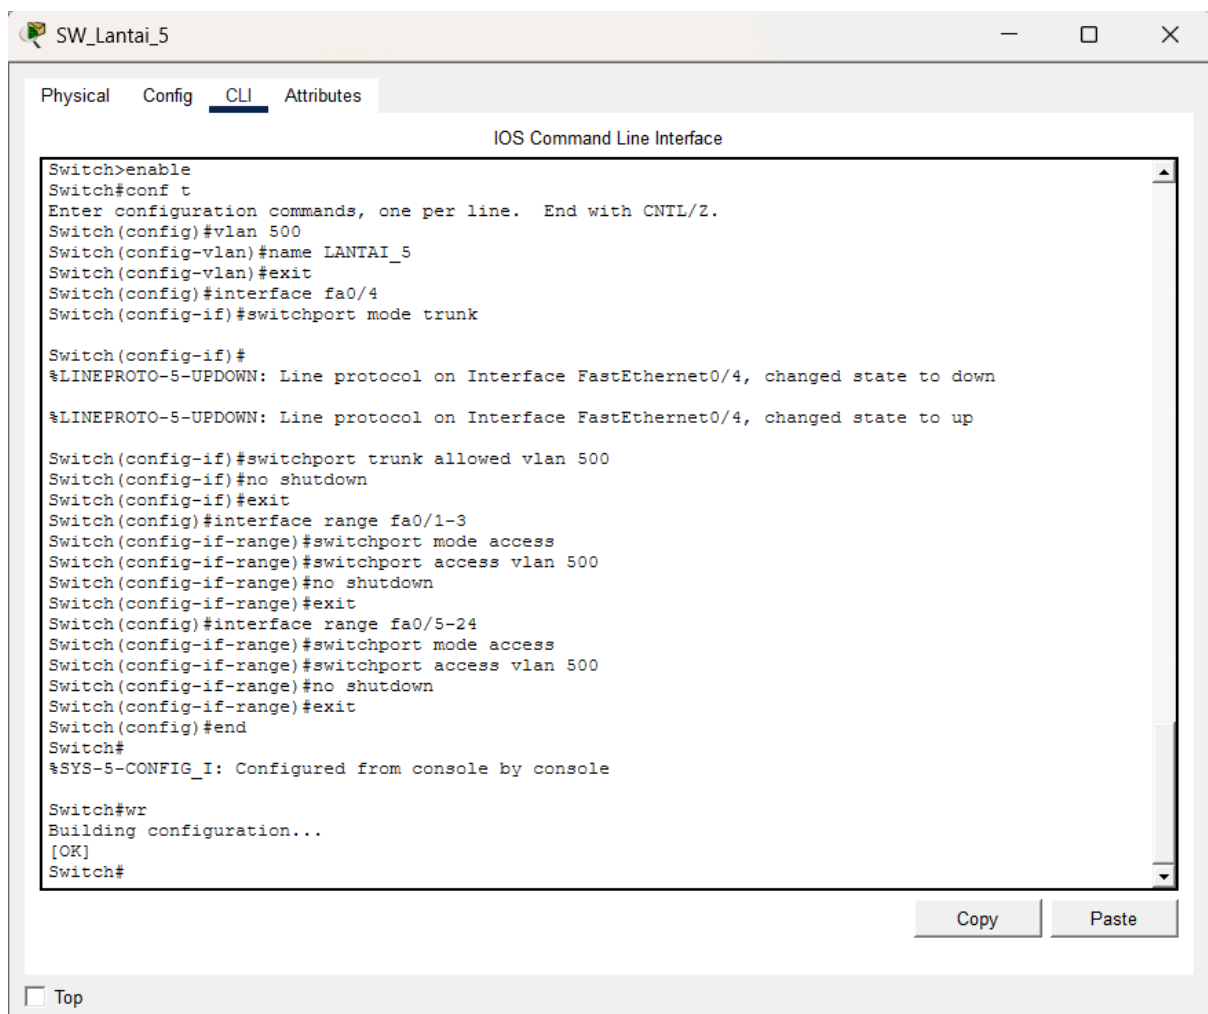 SW_Lantai_5
Physical Config CLI Attributes
IOS Command Line Interface
Switch>enable
Switch#conf t
Enter configuration commands, one per line.  End with CNTL/Z.
Switch(config)#vlan 500
Switch(config-vlan)#name LANTAI_5
Switch(config-vlan)#exit
Switch(config)#interface fa0/4
Switch(config-if)#switchport mode trunk
Switch(config-if)#
%LINEPROTO-5-UPDOWN: Line protocol on Interface FastEthernet0/4, changed state to down
%LINEPROTO-5-UPDOWN: Line protocol on Interface FastEthernet0/4, changed state to up
Switch(config-if)#switchport trunk allowed vlan 500
Switch(config-if)#no shutdown
Switch(config-if)#exit
Switch(config)#interface range fa0/1-3
Switch(config-if-range)#switchport mode access
Switch(config-if-range)#switchport access vlan 500
Switch(config-if-range)#no shutdown
Switch(config-if-range)#exit
Switch(config)#interface range fa0/5-24
Switch(config-if-range)#switchport mode access
Switch(config-if-range)#switchport access vlan 500
Switch(config-if-range)#no shutdown
Switch(config-if-range)#exit
Switch(config)#end
Switch#
%SYS-5-CONFIG_I: Configured from console by console
Switch#wr
Building configuration...
[OK]
Switch#
Copy Paste
Top